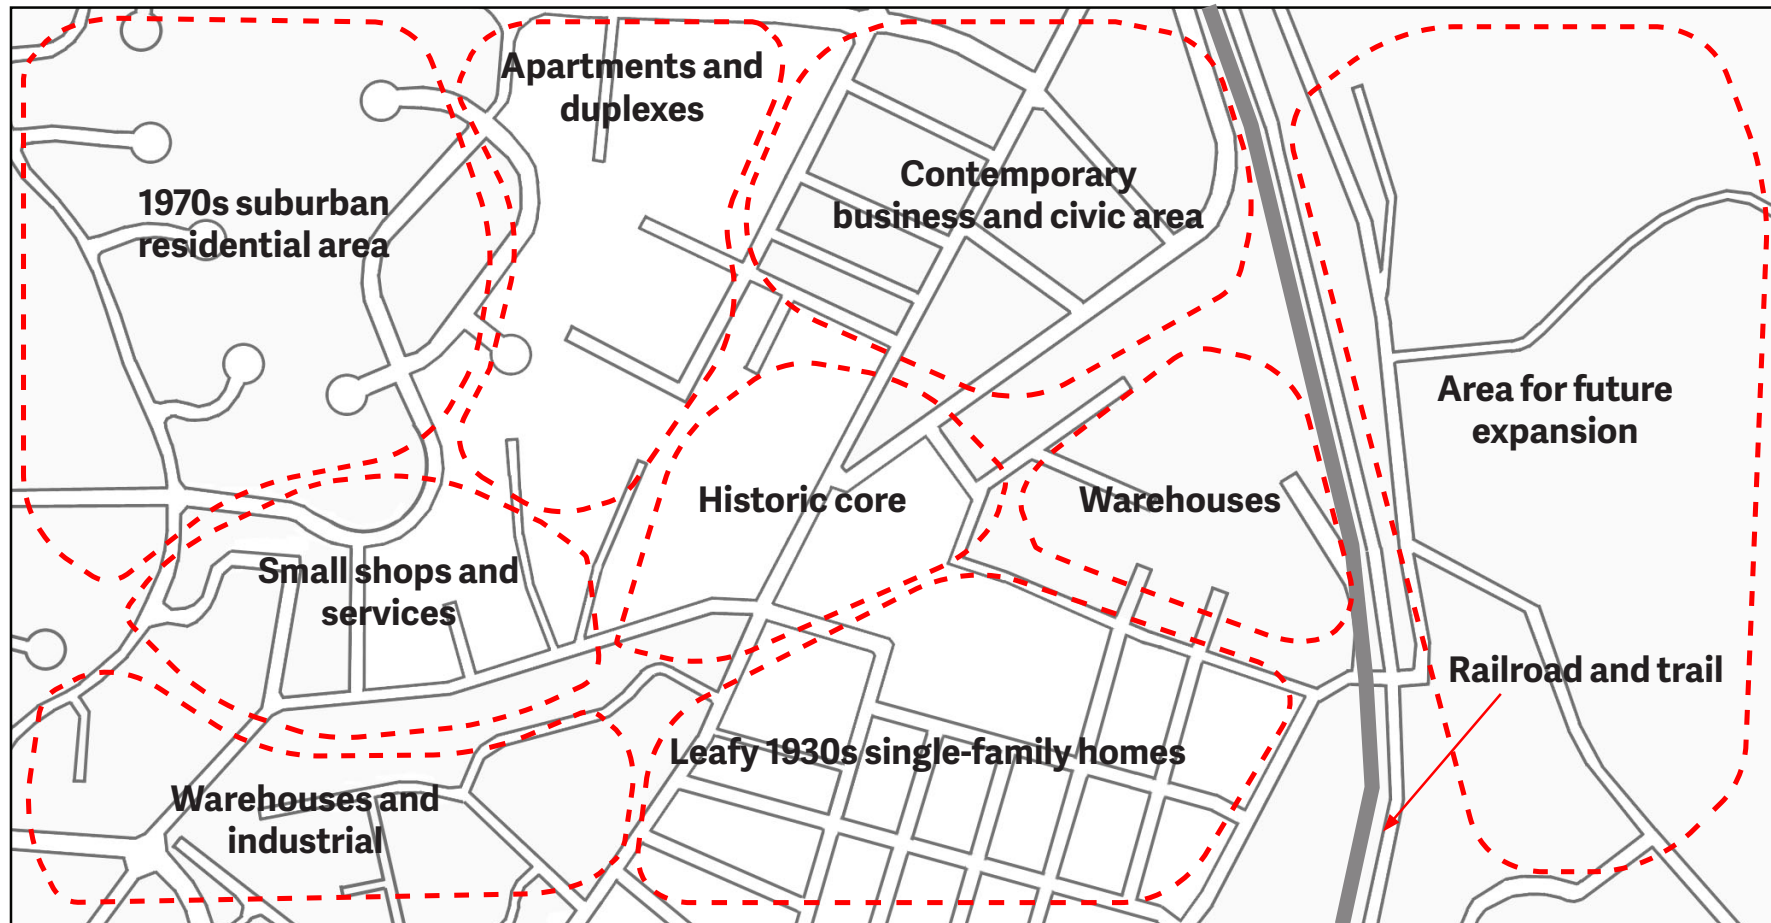 Apartments and
duplexes
1970s suburban
residential area
Contemporary
business and civic area
Area for future
expansion
Historic core
Warehouses
Small shops and
services
Railroad and trail
Leafy 1930s single-family homes
Warehouses and
industrial